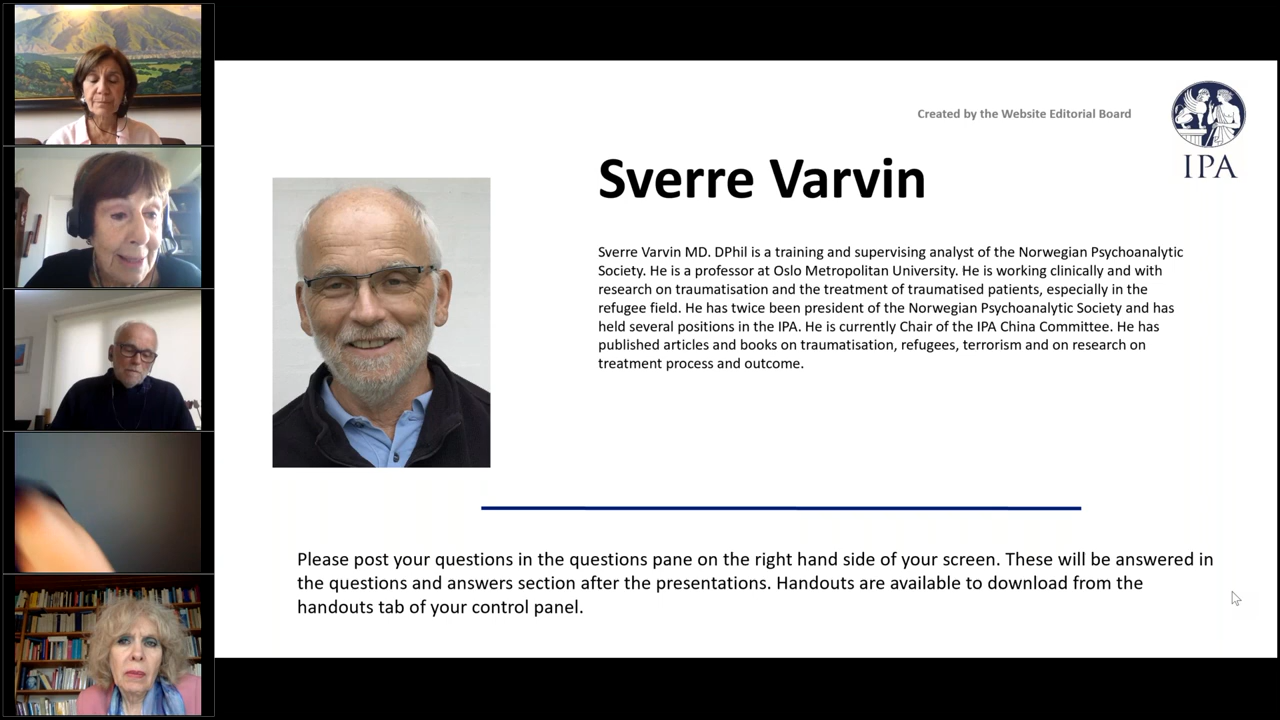 Created by the Website Editorial Board
IPA
Sverre Varvin
Sverre Varvin MD. DPhil is a training and supervising analyst of the Norwegian Psychoanalytic
Society. He is a professor at Oslo Metropolitan University. He is working clinically and with
research on traumatisation and the treatment of traumatised patients, especially in the
refugee field. He has twice been president of the Norwegian Psychoanalytic Society and has
held several positions in the IPA. He is currently Chair of the IPA China Committee. He has
published articles and books on traumatisation, refugees, terrorism and on research on
treatment process and outcome.
Please post your questions in the questions pane on the right hand side of your screen. These will be answered in
the questions and answers section after the presentations. Handouts are available to download from the
handouts tab of your control panel.